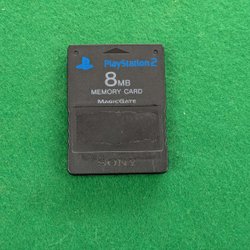 PlayStation 2
8MB
MEMORY CARD
MAGICGATE
SONY